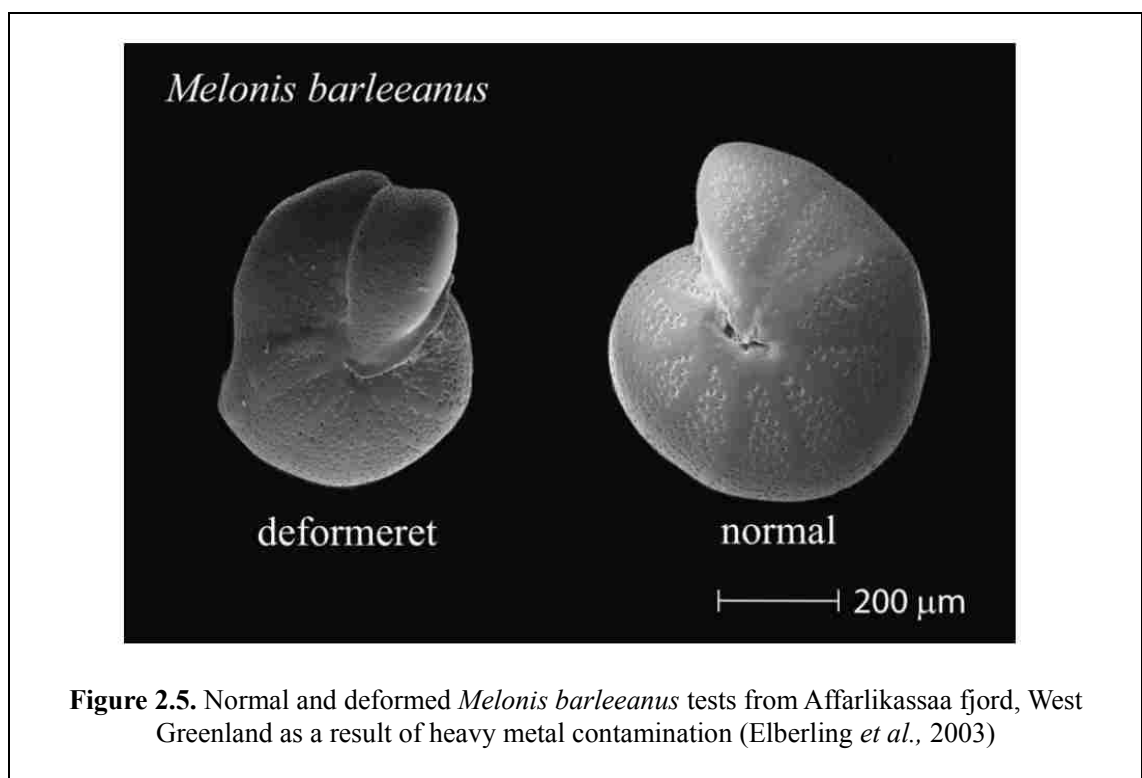 Melonis barleeanus
deformeret
normal
200 µm
Figure 2.5. Normal and deformed Melonis barleeanus tests from Affarlikassaa fjord, West
Greenland as a result of heavy metal contamination (Elberling et al., 2003)